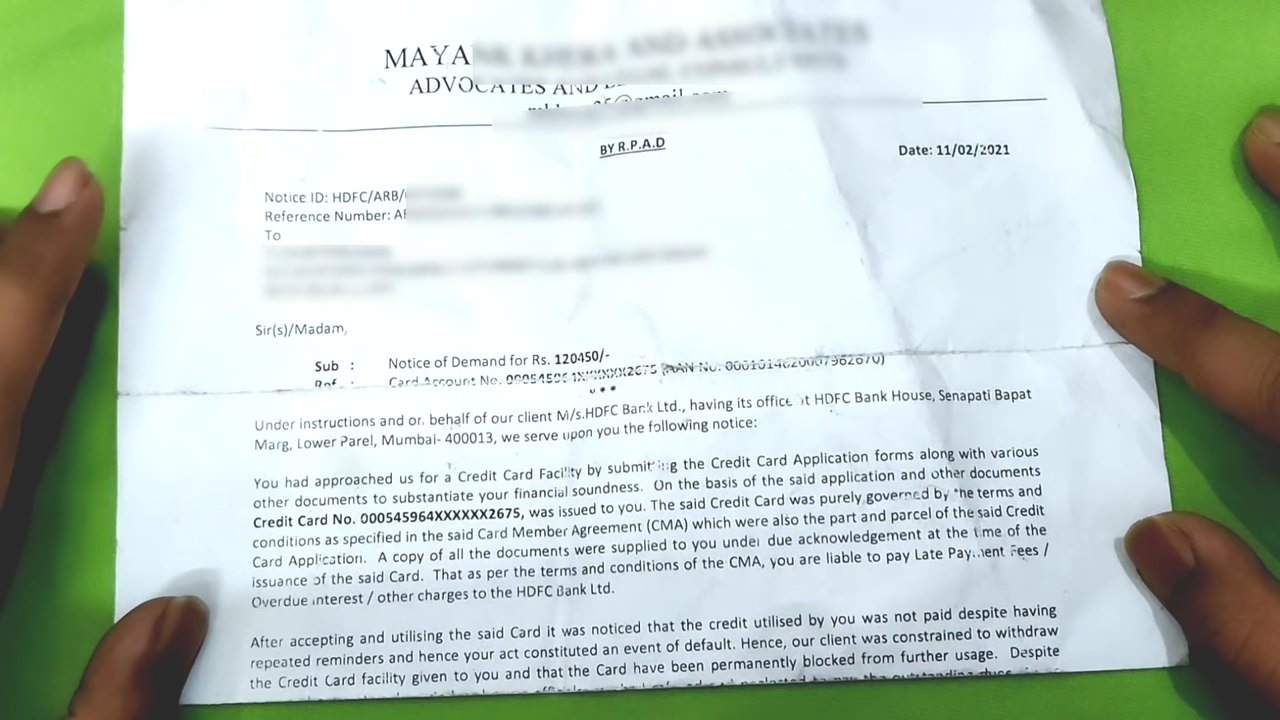 MAYA
ADVOCATES AND
BY R.P.A.D
Date: 11/02/2021
Notice ID: HDFC/ARB/
Reference Number: AF
To
Sir(s)/Madam,
Sub : Notice of Demand for Rs. 120450/-
Ref : Card Account No. 000545964XXXXXX2675
***
Under instructions and on behalf of our client M/s.HDFC Bank Ltd., having its office at HDFC Bank House, Senapati Bapat
Marg, Lower Parel, Mumbai- 400013, we serve upon you the following notice:
You had approached us for a Credit Card Facility by submitting the Credit Card Application forms along with various
other documents to substantiate your financial soundness. On the basis of the said application and other documents
Credit Card No. 000545964XXXXXX2675, was issued to you. The said Credit Card was purely governed by the terms and
conditions as specified in the said Card Member Agreement (CMA) which were also the part and parcel of the said Credit
Card Application. A copy of all the documents were supplied to you under due acknowledgement at the time of the
issuance of the said Card. That as per the terms and conditions of the CMA, you are liable to pay Late Payment Fees /
Overdue interest / other charges to the HDFC Bank Ltd.
After accepting and utilising the said Card it was noticed that the credit utilised by you was not paid despite having
repeated reminders and hence your act constituted an event of default. Hence, our client was constrained to withdraw
the Credit Card facility given to you and that the Card have been permanently blocked from further usage. Despite